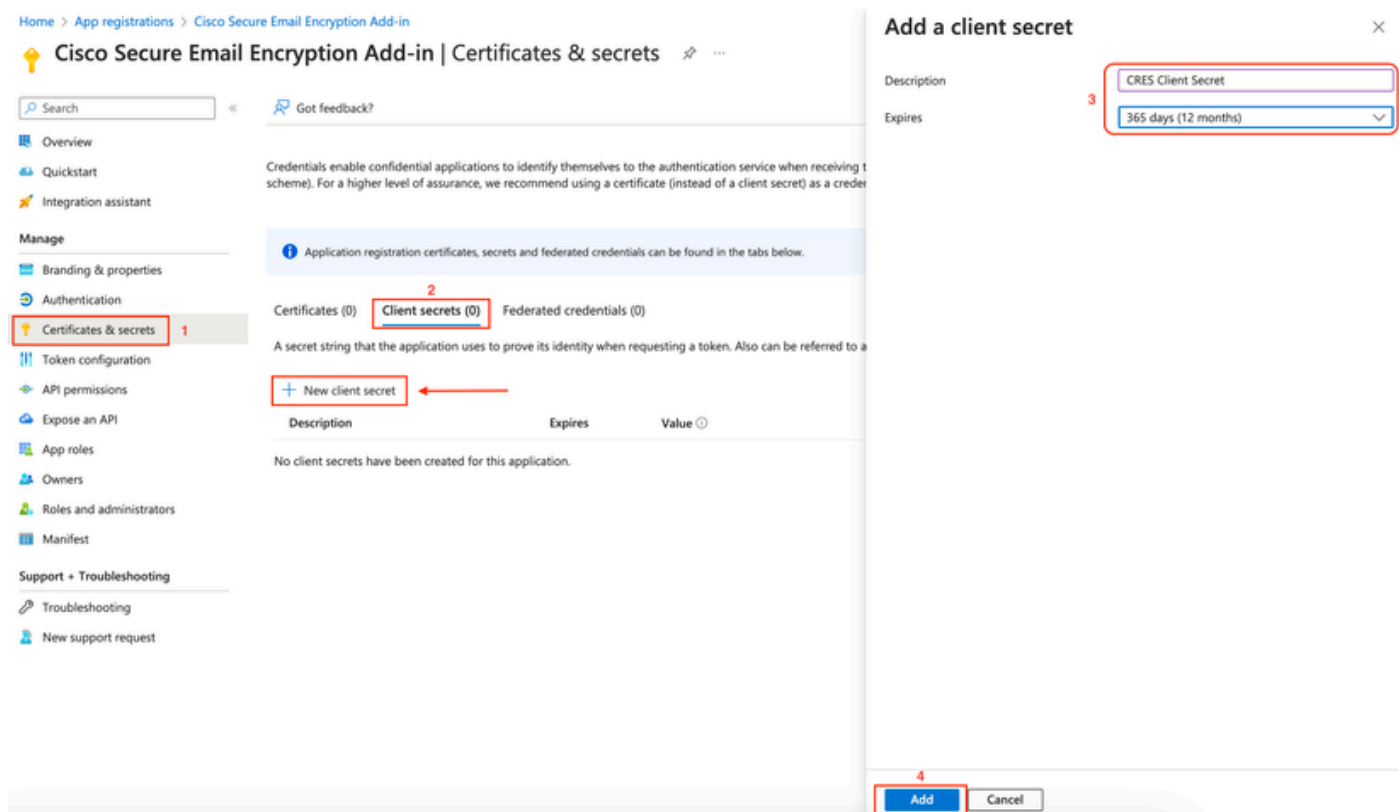 Home > App registrations > Cisco Secure Email Encryption Add-in
Cisco Secure Email Encryption Add-in | Certificates & secrets
Search
Overview
Quickstart
Integration assistant
Manage
Branding & properties
Authentication
Certificates & secrets 1
Token configuration
API permissions
Expose an API
App roles
Owners
Roles and administrators
Manifest
Support + Troubleshooting
Troubleshooting
New support request
Got feedback?
Credentials enable confidential applications to identify themselves to the authentication service when receiving t
scheme). For a higher level of assurance, we recommend using a certificate (instead of a client secret) as a creder
Application registration certificates, secrets and federated credentials can be found in the tabs below.
2
Certificates (0) Client secrets (0) Federated credentials (0)
A secret string that the application uses to prove its identity when requesting a token. Also can be referred to a
New client secret
Description Expires Value
No client secrets have been created for this application.
Add a client secret
Description CRES Client Secret
3
Expires 365 days (12 months)
4
Add Cancel